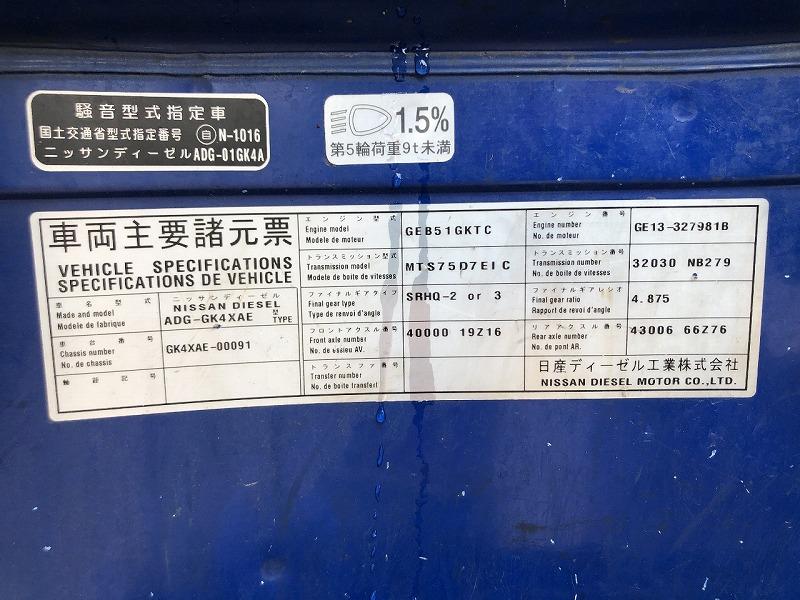 騒音型式指定車
国土交通省型式指定番号 自 N-1016
ニッサンディーゼル ADG-01GK4A
1.5%
第5輪荷重9t未満
車両主要諸元票
VEHICLE SPECIFICATIONS
SPECIFICATIONS DE VEHICLE
車名型式
Made and model
Modele de fabrique
ニッサンディーゼル
NISSAN DIESEL
ADG-GK4XAE 型 TYPE
車台番号
Chassis number
No. de chassis
GK4XAE-00091
軸距記号
エンジン型式
Engine model
Modele de moteur
GEB51GKTC
トランスミッション型式
Transmission model
Modele de boite de vitesses
MTS75D7EIC
ファイナルギアタイプ
Final gear type
Type de renvoi d'angle
SRHQ-2 or 3
フロントアクスル番号
Front axle number
No. de essieu AV.
40000 19Z16
トランスファ番号
Transfer number
No. de boite transfert
エンジン番号
Engine number
No. de moteur
GE13-327981B
トランスミッション番号
Transmission number
No. de boite de vitesses
32030 NB279
ファイナルギアレシオ
Final gear ratio
Rapport de revoi d'angle
4.875
リアアクスル番号
Rear axle number
No. de pont AR.
43006 66Z76
日産ディーゼル工業株式会社
NISSAN DIESEL MOTOR CO.,LTD.